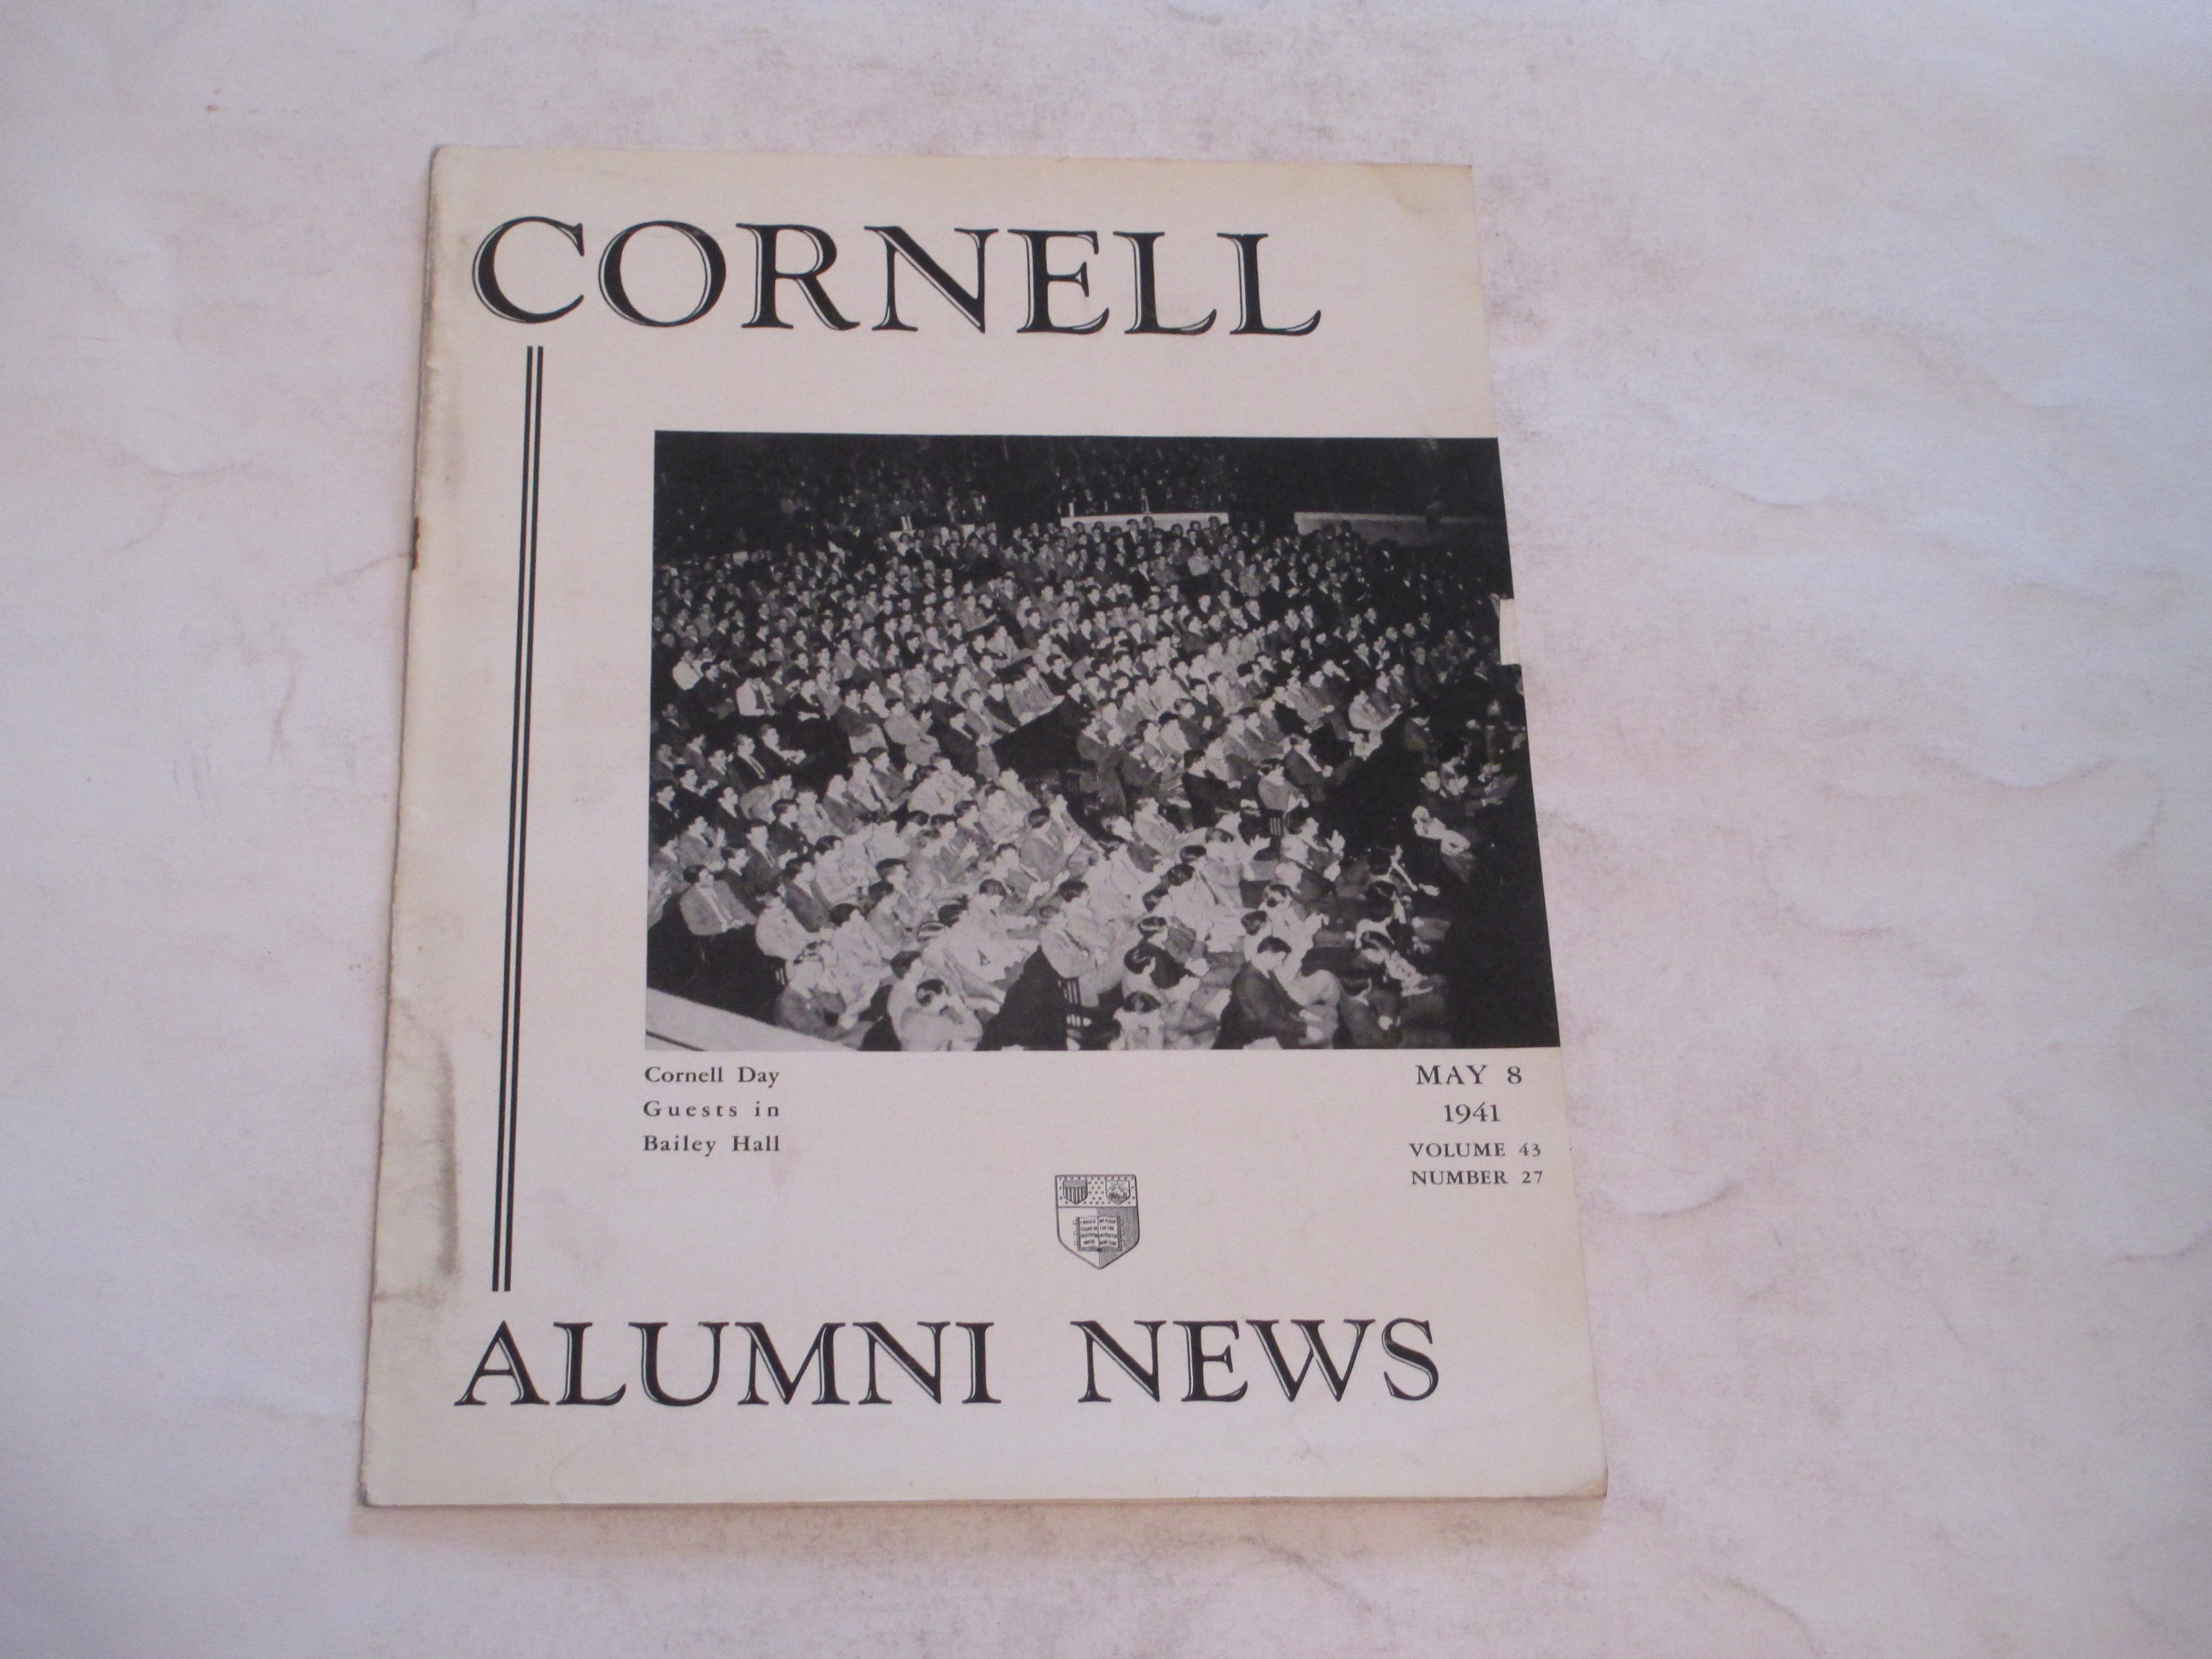 CORNELL
Cornell Day
Guests in
Bailey Hall
MAY 8
1941
VOLUME 43
NUMBER 27
ALUMNI NEWS